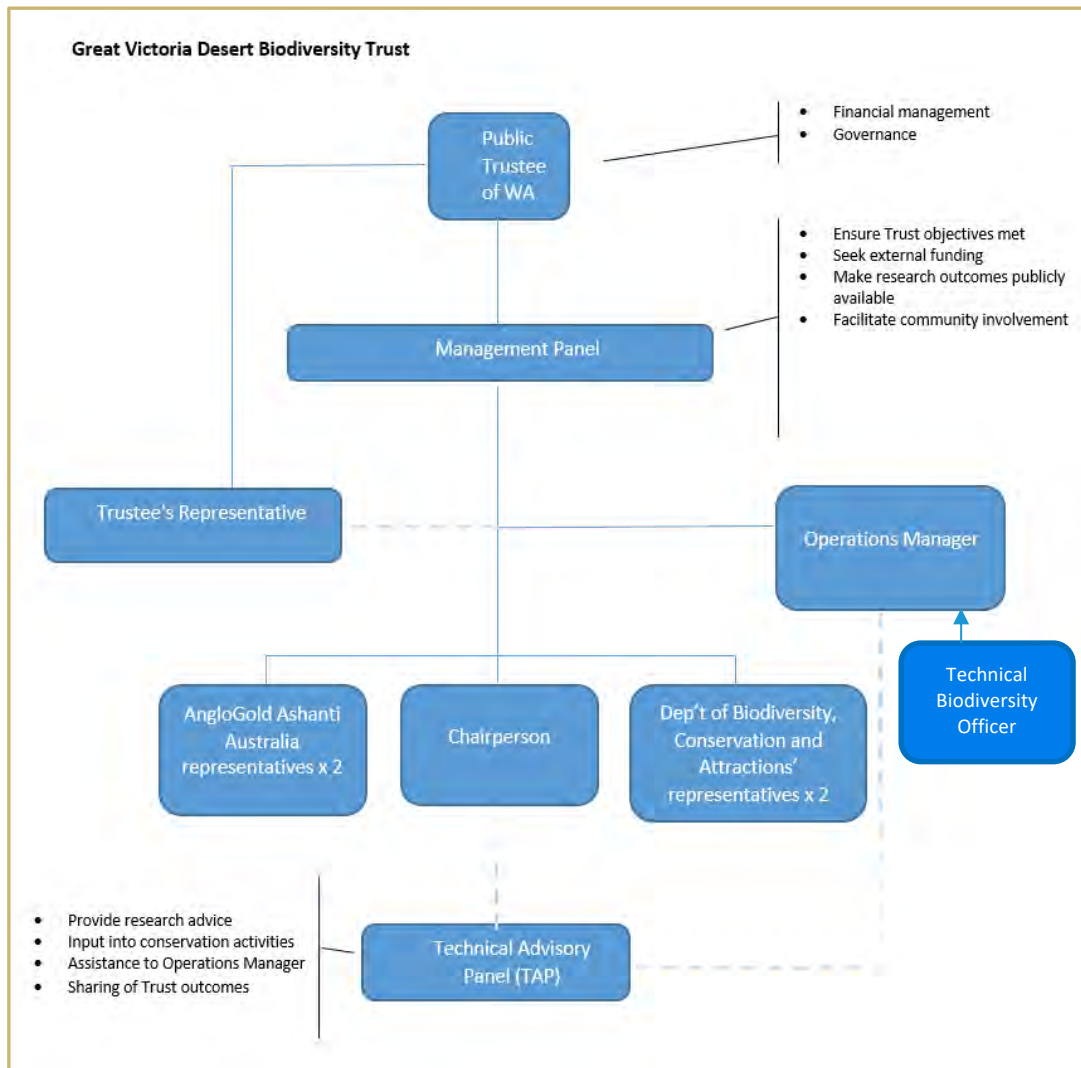 Great Victoria Desert Biodiversity Trust
Public
Trustee
of WA
• Financial management
• Governance
• Ensure Trust objectives met
• Seek external funding
• Make research outcomes publicly
available
• Facilitate community involvement
Management Panel
Trustee's Representative
Operations Manager
Technical
Biodiversity
Officer
AngloGold Ashanti
Australia
representatives x 2
Chairperson
Dep't of Biodiversity,
Conservation and
Attractions'
representatives x 2
• Provide research advice
• Input into conservation activities
• Assistance to Operations Manager
• Sharing of Trust outcomes
Technical Advisory
Panel (TAP)